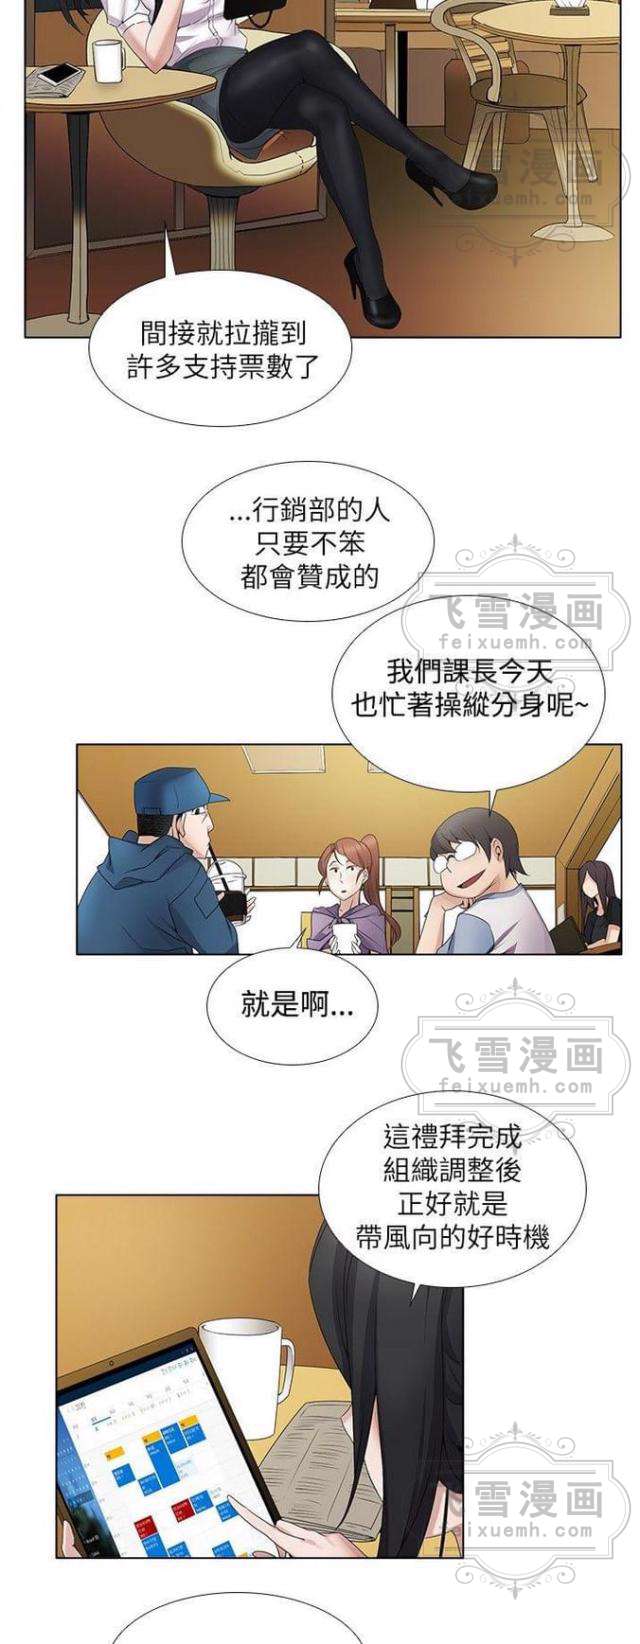 飞雪漫画
feixuemh.com
間接就拉攏到
許多支持票數了
...行銷部的人
只要不笨
都會贊成的
飞雪漫画
feixuemh.com
我們課長今天
也忙著操縱分身呢~
就是啊...
飞雪漫画
feixuemh.com
這禮拜完成
組織調整後
正好就是
帶風向的好時機
飞雪漫画
feixuemh.com